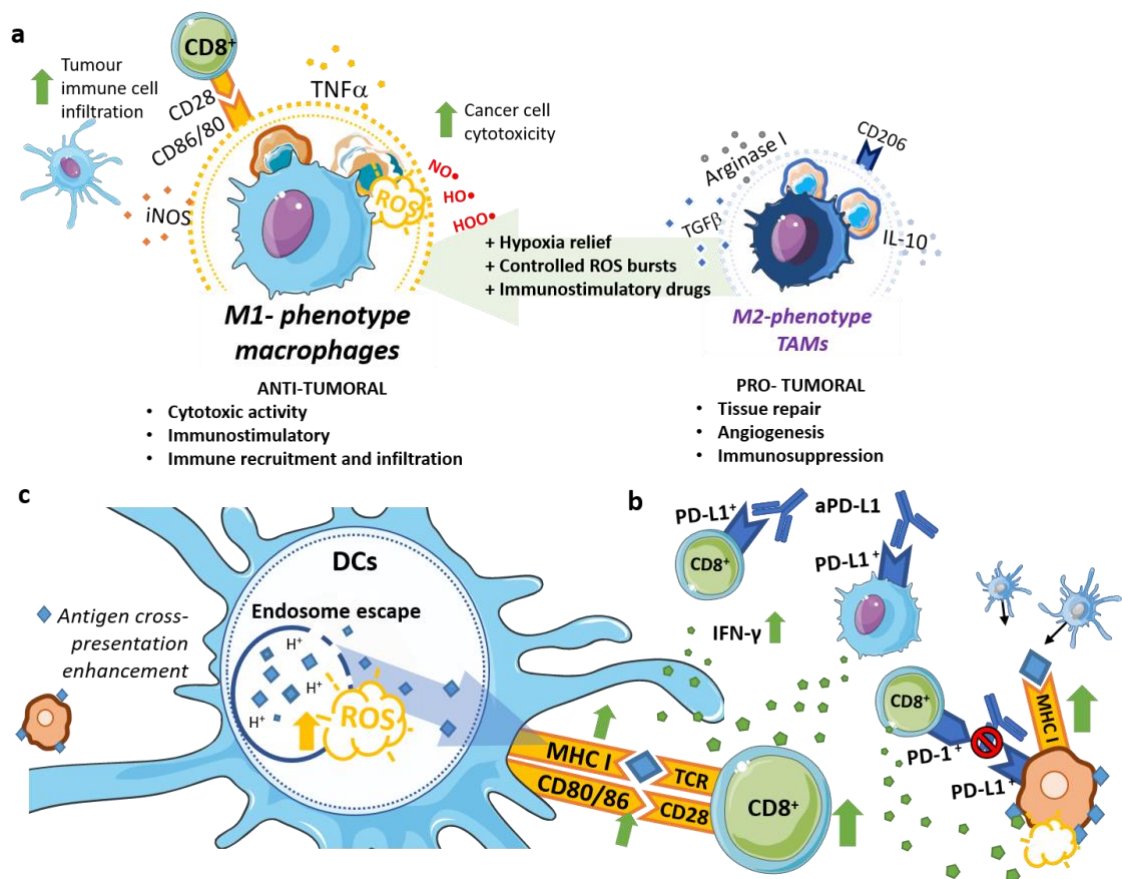 a
Tumour
immune cell
infiltration
CD8+
CD28
CD86/80
TNFα
Cancer cell
cytotoxicity
iNOS
ROS
NO•
HO•
HOO•
+ Hypoxia relief
+ Controlled ROS bursts
+ Immunostimulatory drugs
Arginase I
CD206
TGFβ
IL-10
M1- phenotype
macrophages
M2-phenotype
TAMs
ANTI-TUMORAL
• Cytotoxic activity
• Immunostimulatory
• Immune recruitment and infiltration
PRO- TUMORAL
• Tissue repair
• Angiogenesis
• Immunosuppression
c
DCs
Endosome escape
Antigen cross-
presentation
enhancement
H+
H+
H+
ROS
MHC I
TCR
CD80/86
CD28
CD8+
b
PD-L1+
aPD-L1
CD8+
PD-L1+
IFN-γ
CD8+
PD-1+
MHC I
PD-L1+